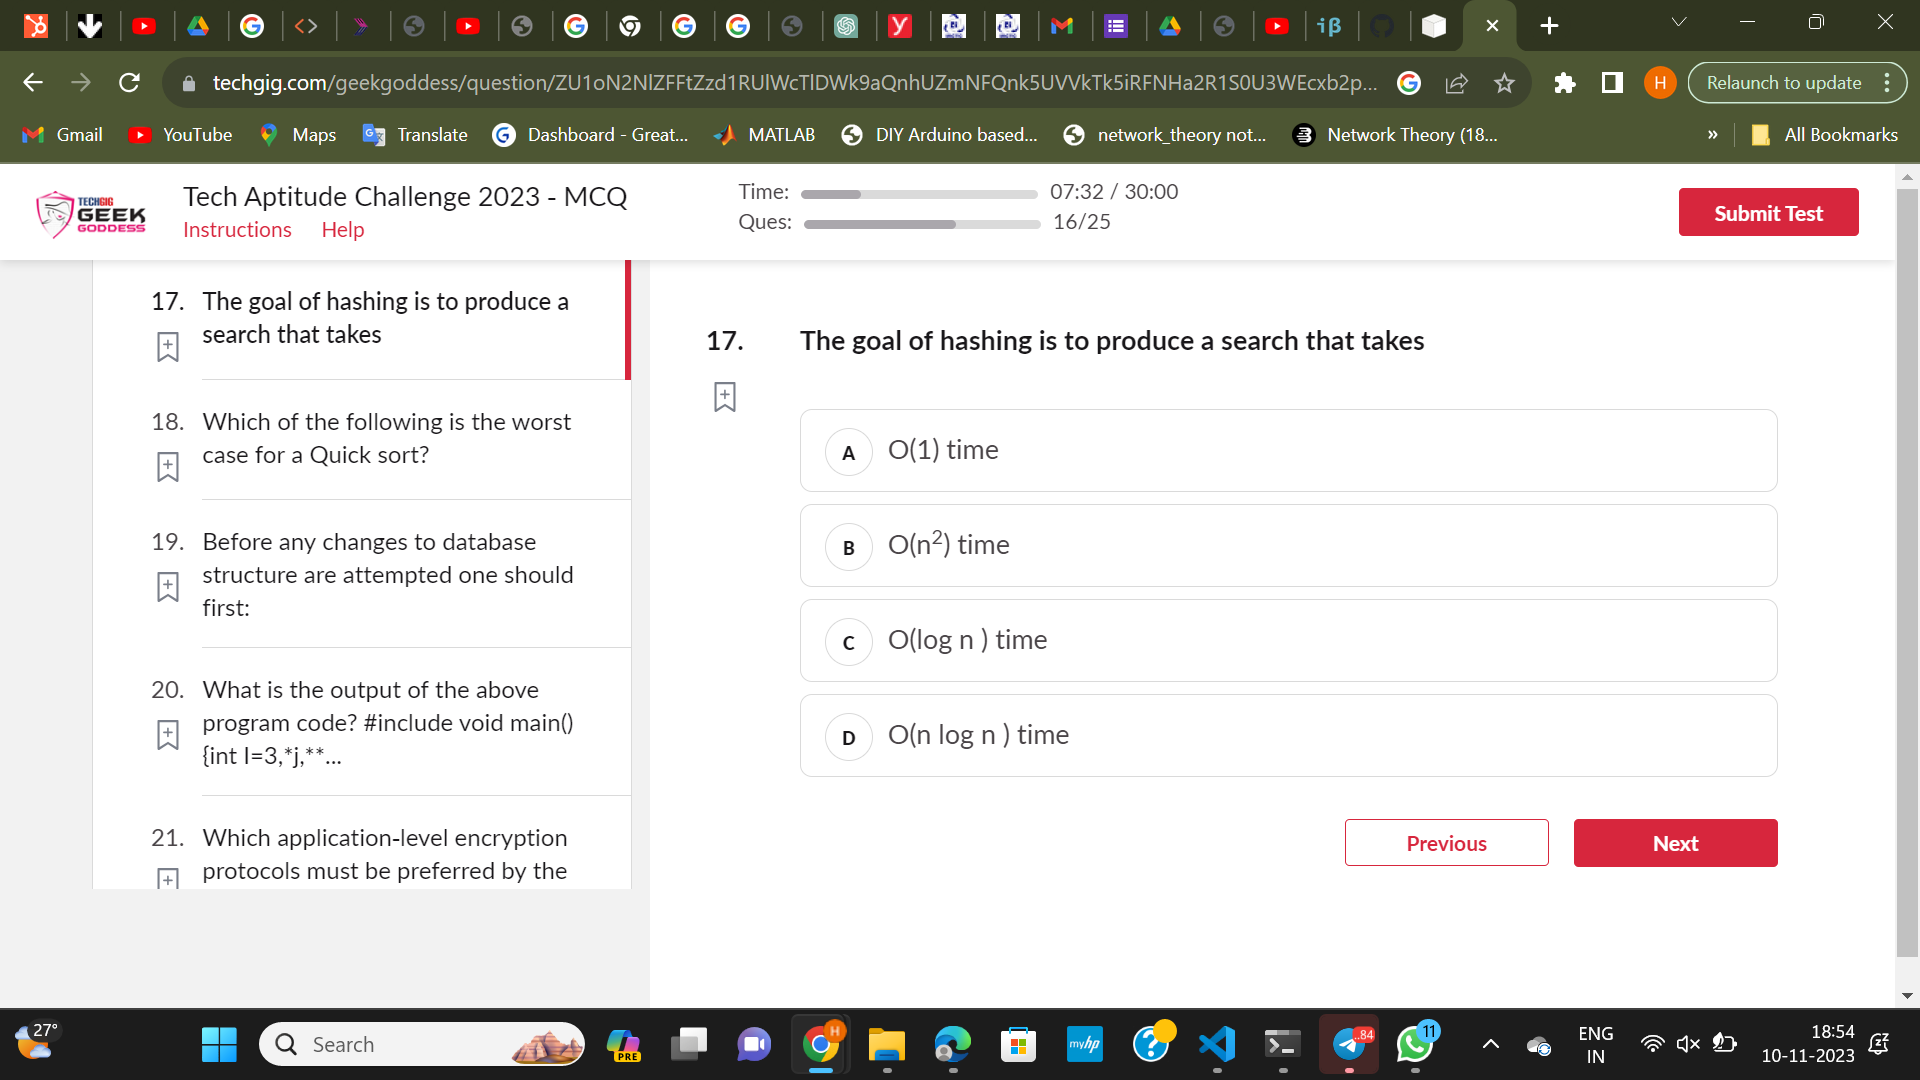 techgig.com/geekgoddess/question/ZU1oN2NlZFFtZzd1RUlWcTlDWk9aQnhUZmNFQnk5UVVkTk5iRFNHa2R1S0U3WEcxb2p...
H
Relaunch to update
Gmail
YouTube
Maps
Translate
Dashboard - Great...
MATLAB
DIY Arduino based...
network_theory not...
Network Theory (18...
»
All Bookmarks
TECHGIG
GEEK
GODDESS
Tech Aptitude Challenge 2023 - MCQ
Instructions
Help
Time:
07:32 / 30:00
Ques:
16/25
Submit Test
17. The goal of hashing is to produce a
search that takes
18. Which of the following is the worst
case for a Quick sort?
19. Before any changes to database
structure are attempted one should
first:
20. What is the output of the above
program code? #include void main()
{int I=3,*j,**...
21. Which application-level encryption
protocols must be preferred by the
17. The goal of hashing is to produce a search that takes
A O(1) time
B O(n²) time
C O(log n ) time
D O(n log n ) time
Previous
Next
27°
Search
PRE
H
myhp
84
11
ENG
IN
18:54
10-11-2023